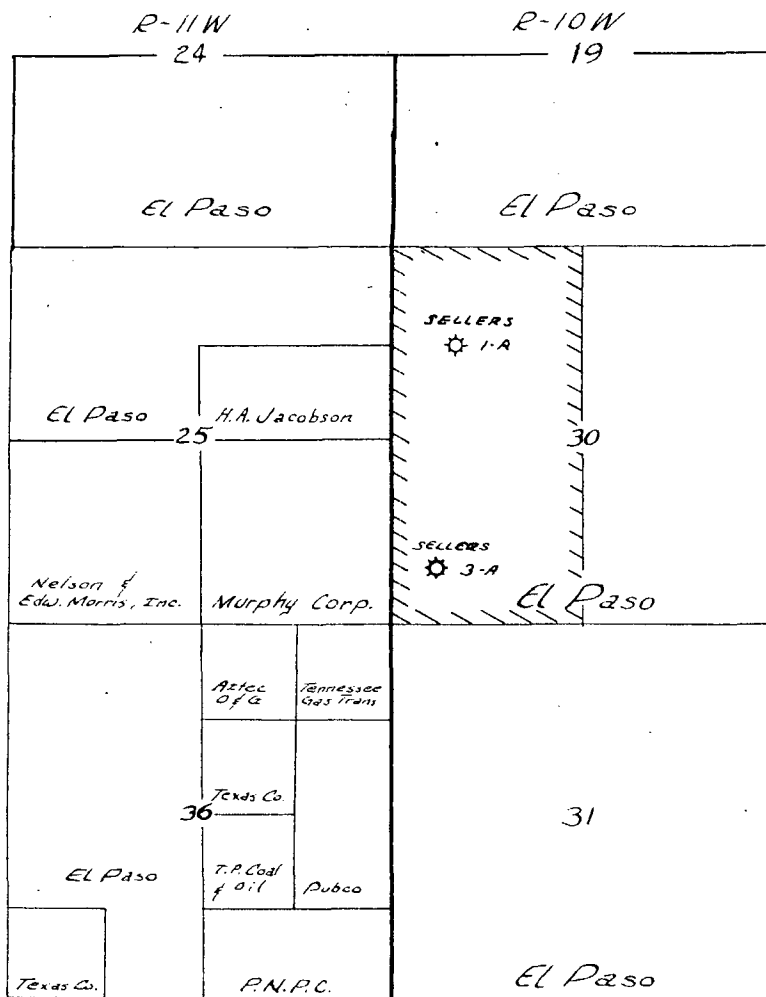 R-11W R-10W
24 19
El Paso El Paso
SELLERS
1-A
El Paso H.A. Jacobson
25 30
SELLERS
3-A
Nelson &
Edw. Morris, Inc. Murphy Corp. El Paso
Aztec
O & G
Tennessee
Gas Trans
Texas Co.
36 31
El Paso
T.P. Coal
& Oil
Pubco
Texas Co. P.N.P.C. El Paso